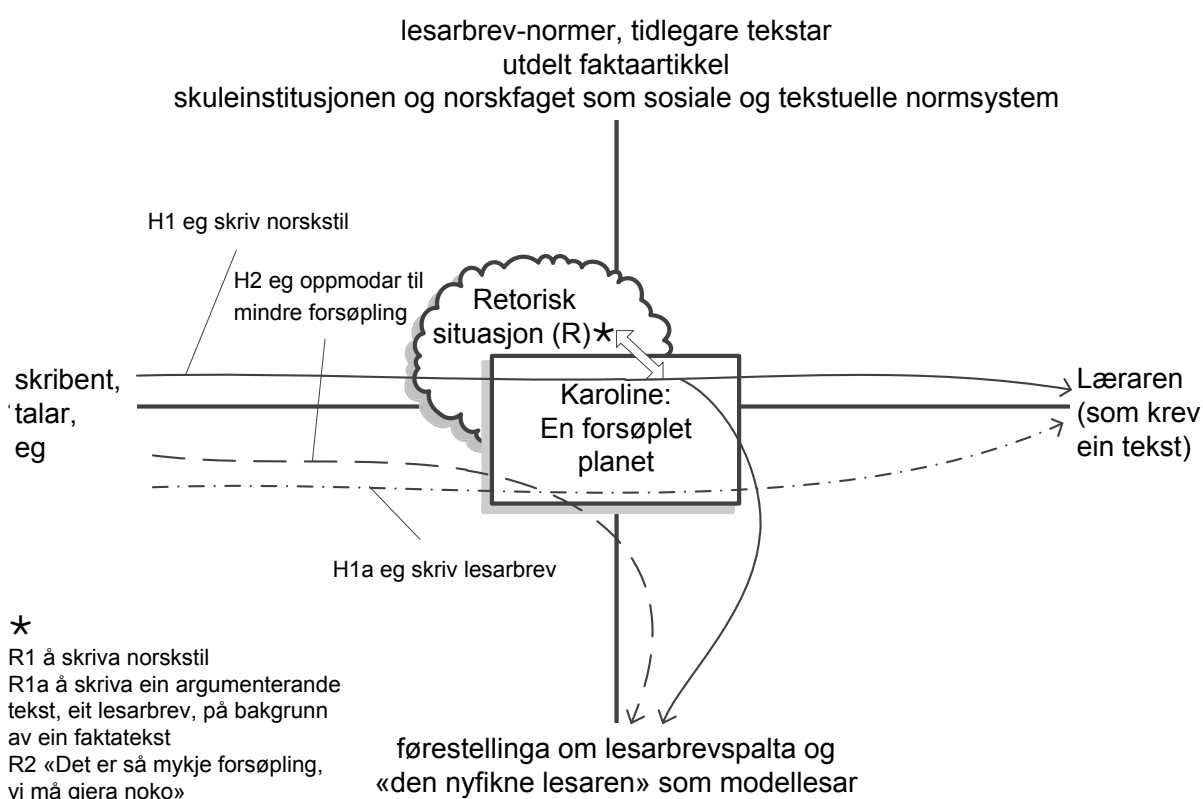 lesarbrev-normer, tidlegare tekstar
utdelt faktaartikkel
skuleinstitusjonen og norskfaget som sosiale og tekstuelle normsystem
H1 eg skriv norskstil
H2 eg oppmodar til
mindre forsøpling
Retorisk
situasjon (R)*
skribent,
talar,
eg
Karoline:
En forsøplet
planet
Læraren
(som krev
ein tekst)
H1a eg skriv lesarbrev
*
R1 å skriva norskstil
R1a å skriva ein argumenterande
tekst, eit lesarbrev, på bakgrunn
av ein faktatekst
R2 «Det er så mykje forsøpling,
vi må gjera noko»
førestellinga om lesarbrevspalta og
«den nyfikne lesaren» som modellesar